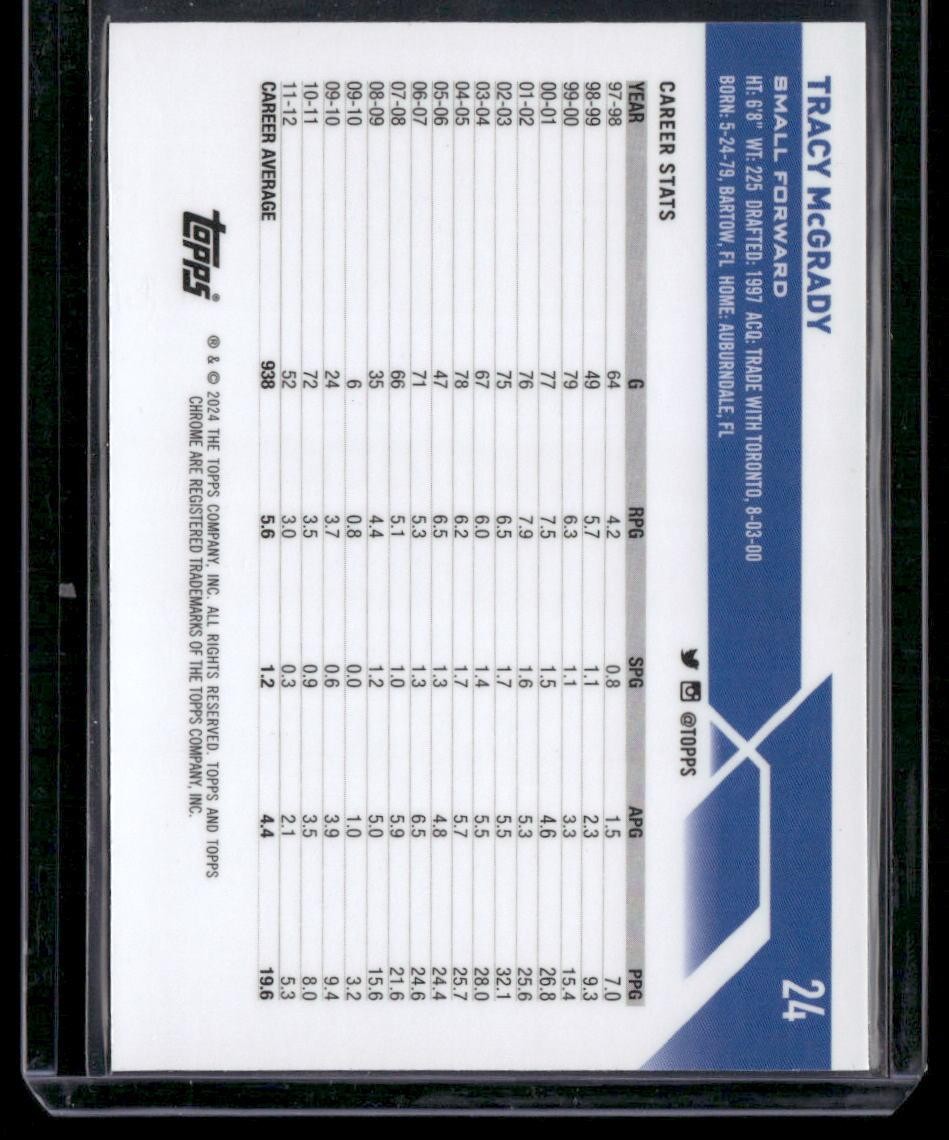 24
TRACY McGRADY
SMALL FORWARD
HT: 6'8" WT: 225 DRAFTED: 1997 ACQ: TRADE WITH TORONTO, 8-03-00
BORN: 5-24-79, BARTOW, FL HOME: AUBURNDALE, FL
@TOPPS
CAREER STATS
YEAR G RPG SPG APG PPG
97-98 64 4.2 0.8 1.5 7.0
98-99 49 5.7 1.1 2.3 9.3
99-00 79 6.3 1.1 3.3 15.4
00-01 77 7.5 1.5 4.6 26.8
01-02 76 7.9 1.6 5.3 25.6
02-03 75 6.5 1.7 5.5 32.1
03-04 67 6.0 1.4 5.5 28.0
04-05 78 6.2 1.7 5.7 25.7
05-06 47 6.5 1.3 4.8 24.4
06-07 71 5.3 1.3 6.5 24.6
07-08 66 5.1 1.0 5.9 21.6
08-09 35 4.4 1.2 5.0 15.6
09-10 6 0.8 0.0 1.0 3.2
09-10 24 3.7 0.6 3.9 9.4
10-11 72 3.5 0.9 3.5 8.0
11-12 52 3.0 0.3 2.1 5.3
CAREER AVERAGE 938 5.6 1.2 4.4 19.6
topps®
® & © 2024 THE TOPPS COMPANY, INC. ALL RIGHTS RESERVED. TOPPS AND TOPPS
CHROME ARE REGISTERED TRADEMARKS OF THE TOPPS COMPANY, INC.